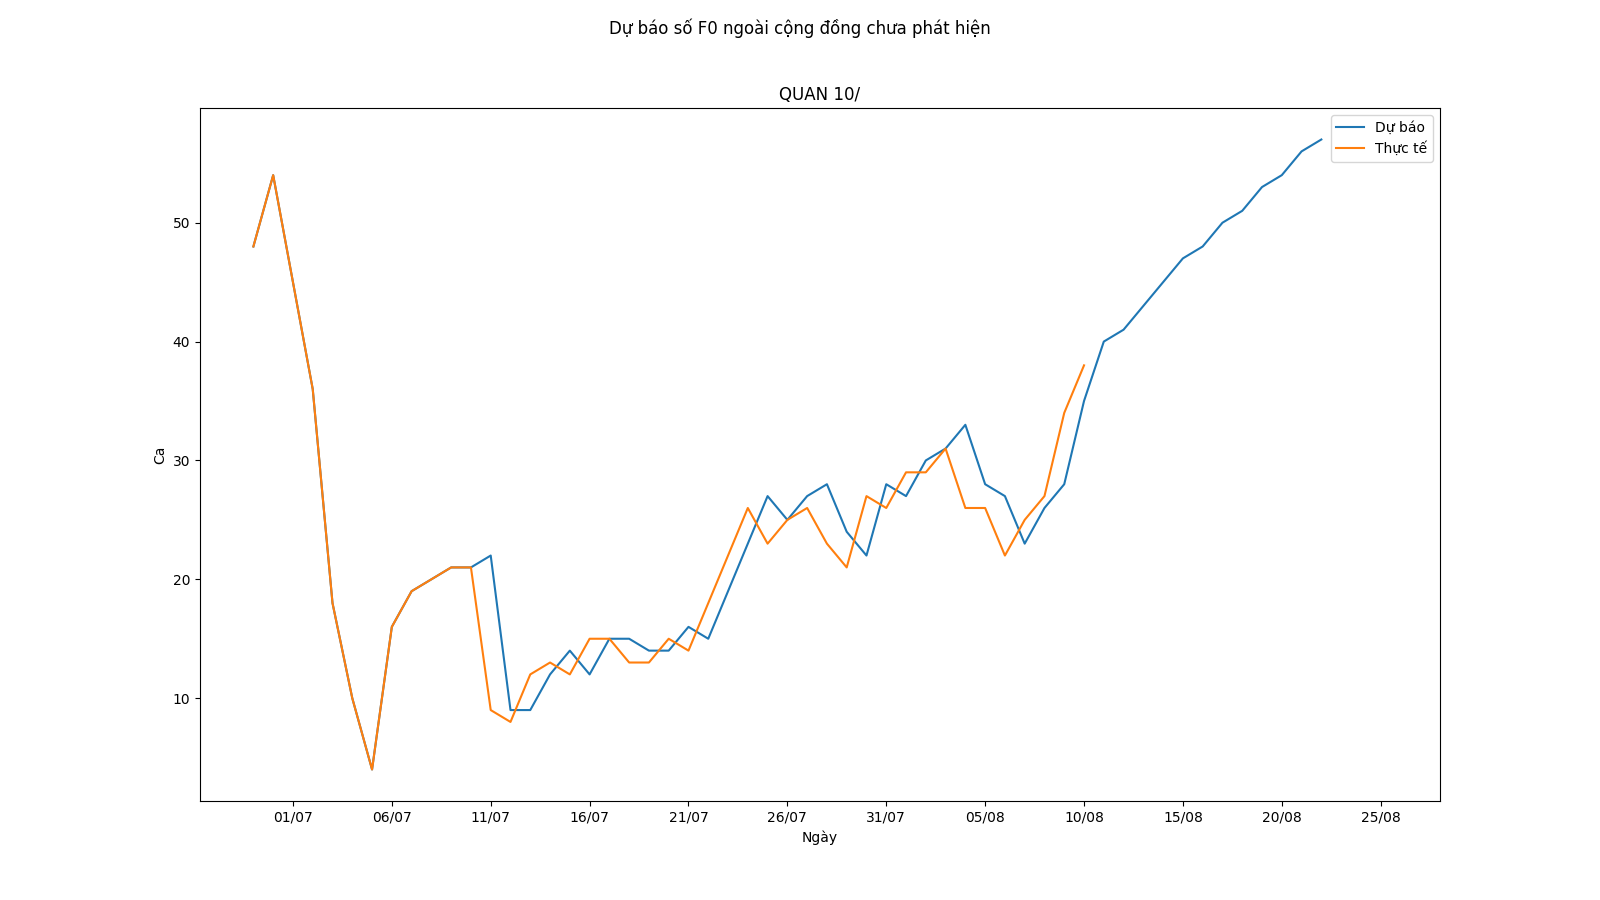 Dự báo số F0 ngoài cộng đồng chưa phát hiện
QUAN 10/
Dự báo
Thực tế
50
40
30
20
10
Ca
01/07 06/07 11/07 16/07 21/07 26/07 31/07 05/08 10/08 15/08 20/08 25/08
Ngày